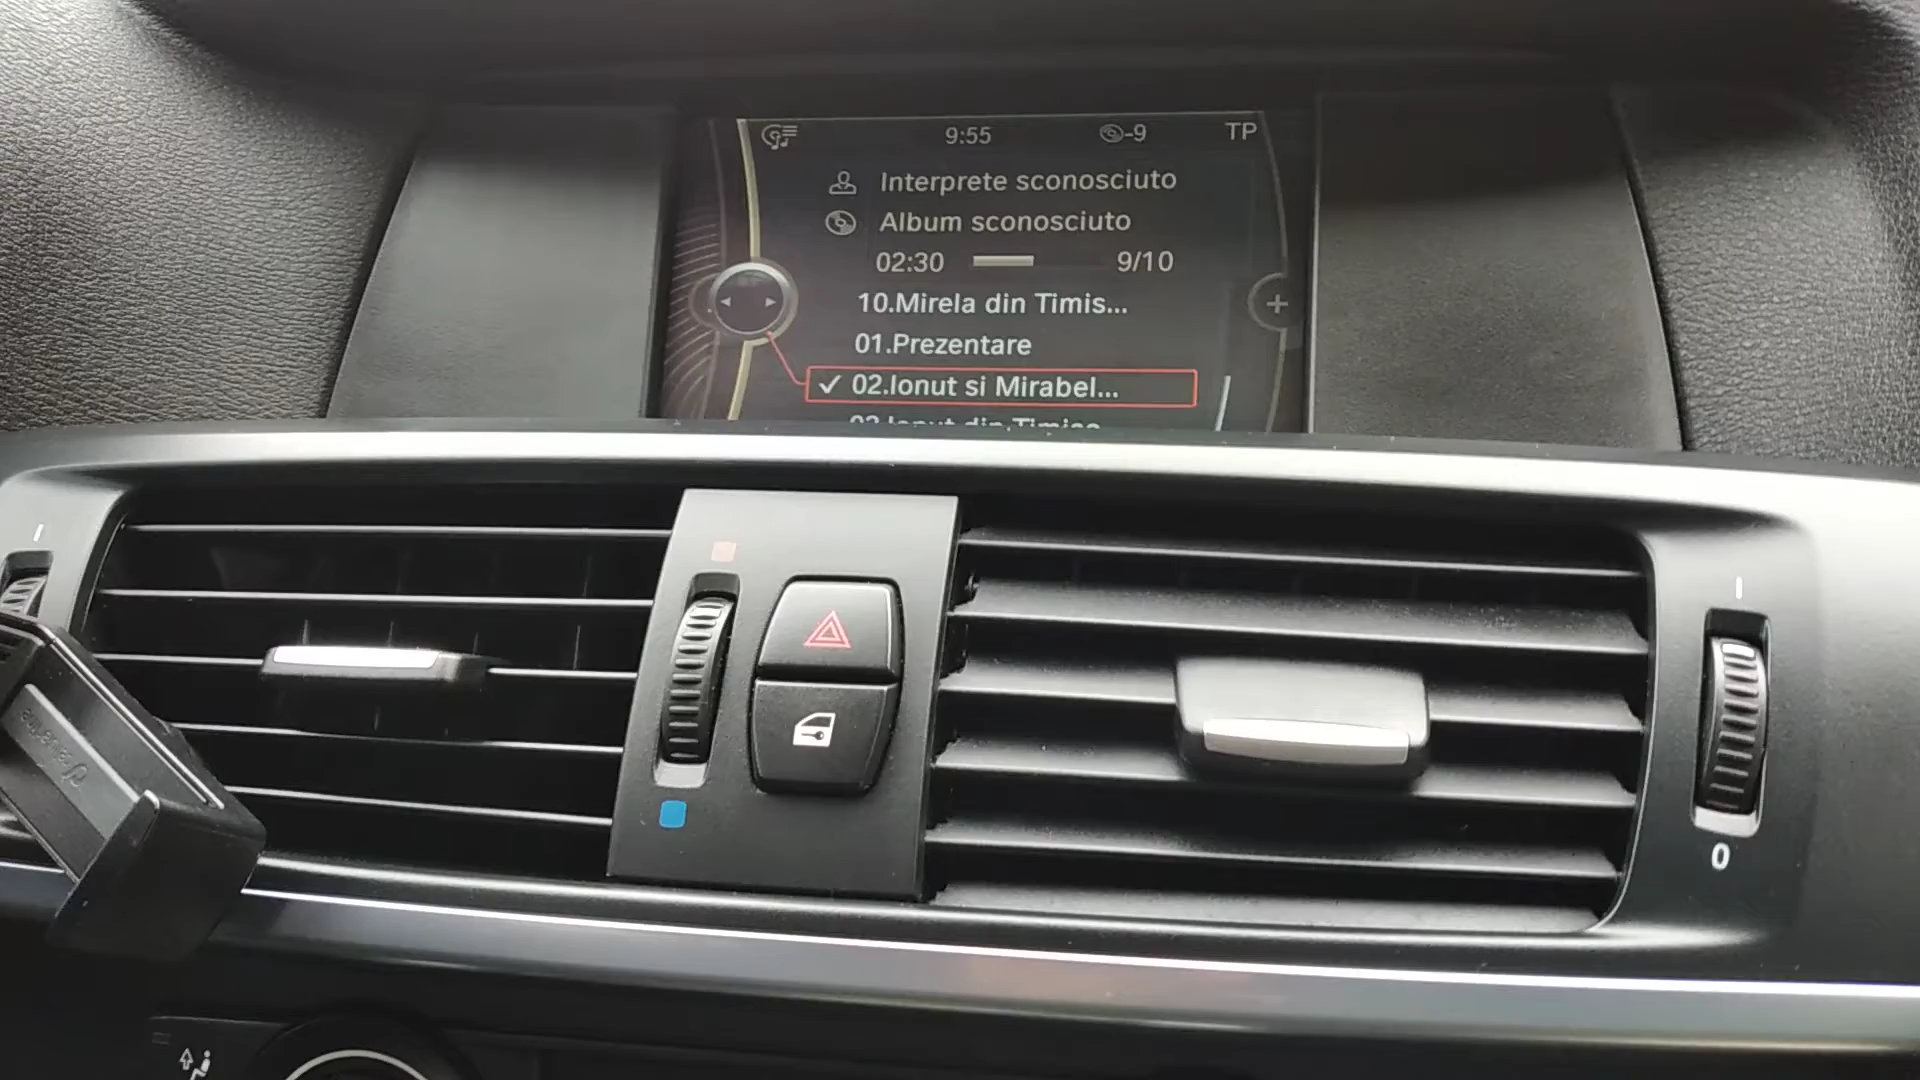 9:55
-9
TP
Interprete sconosciuto
Album sconosciuto
02:30
9/10
10.Mirela din Timis...
01.Prezentare
✓ 02.Ionut si Mirabel...
0